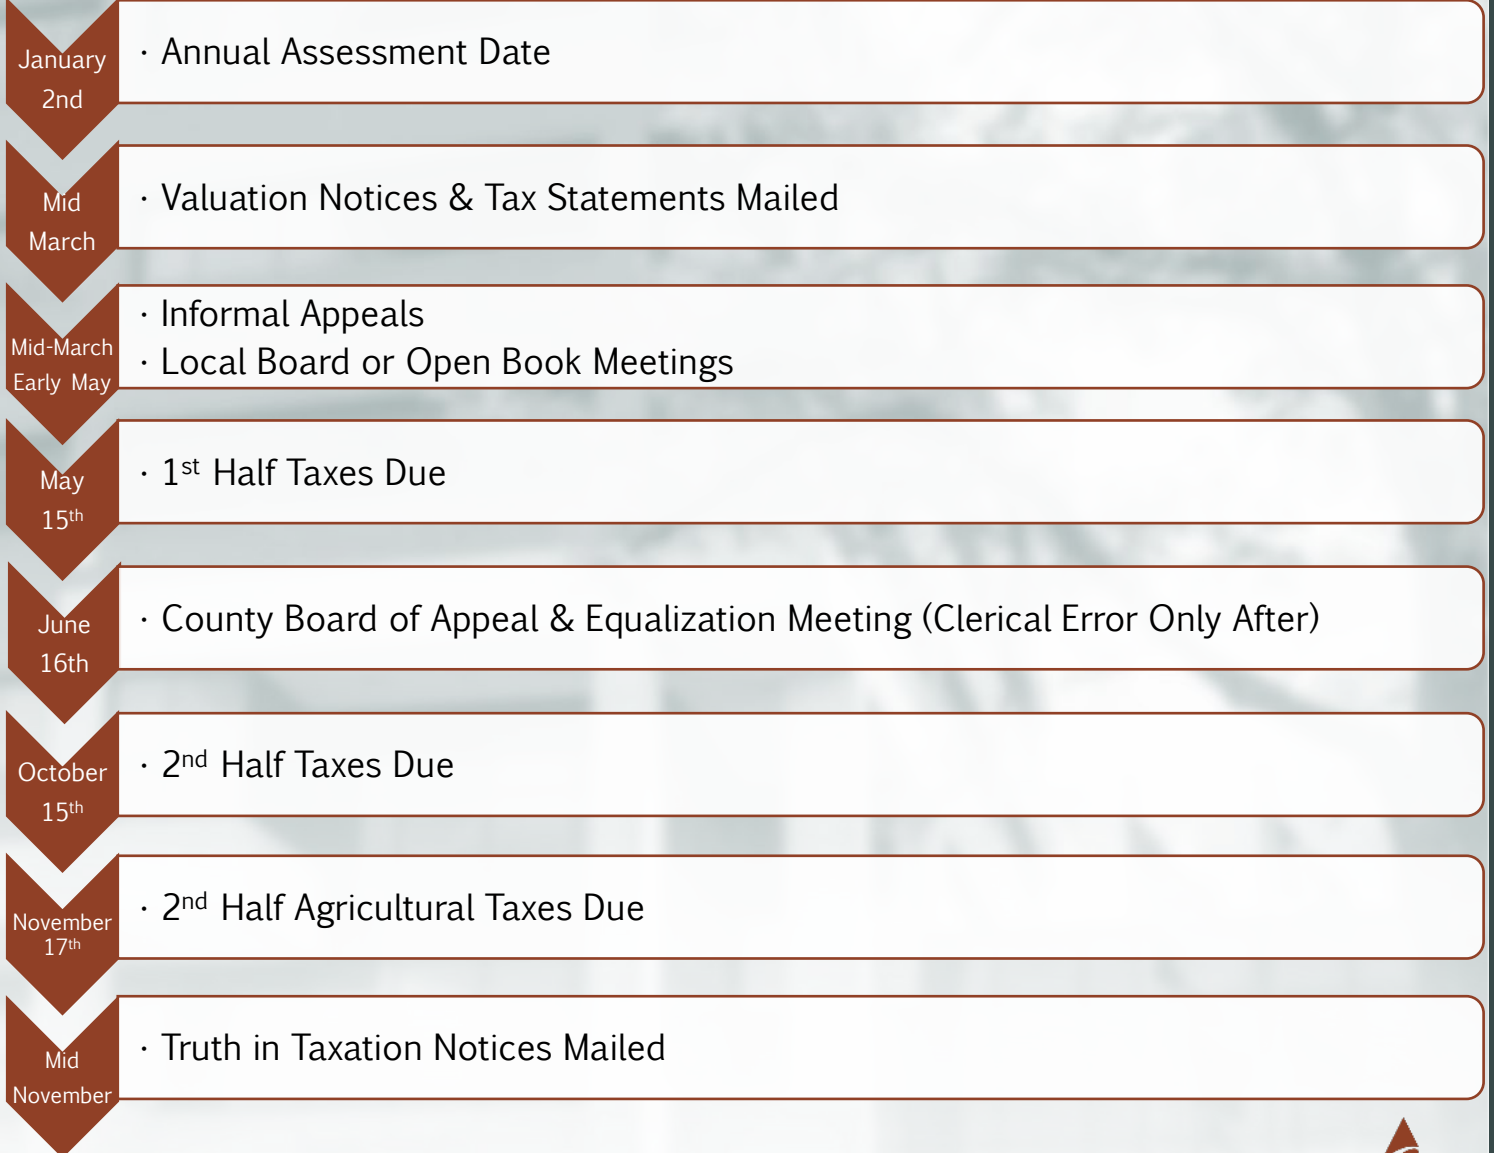 January
2nd
· Annual Assessment Date
Mid
March
· Valuation Notices & Tax Statements Mailed
Mid-March
Early May
· Informal Appeals
· Local Board or Open Book Meetings
May
15th
· 1st Half Taxes Due
June
16th
· County Board of Appeal & Equalization Meeting (Clerical Error Only After)
October
15th
· 2nd Half Taxes Due
November
17th
· 2nd Half Agricultural Taxes Due
Mid
November
· Truth in Taxation Notices Mailed